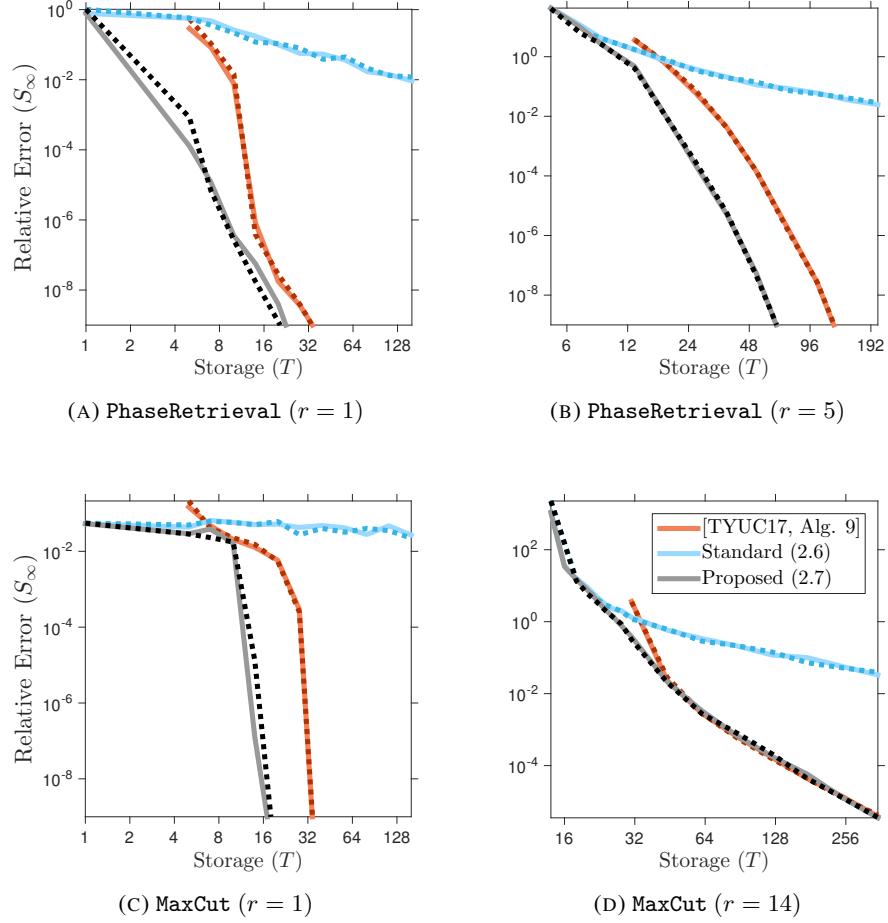 10^0
10^-2
10^-4
10^-6
10^-8
Relative Error (S_∞)
1 2 4 8 16 32 64 128
Storage (T)
(A) PhaseRetrieval (r = 1)
10^0
10^-2
10^-4
10^-6
10^-8
6 12 24 48 96 192
Storage (T)
(B) PhaseRetrieval (r = 5)
10^-2
10^-4
10^-6
10^-8
Relative Error (S_∞)
1 2 4 8 16 32 64 128
Storage (T)
(C) MaxCut (r = 1)
[TYUC17, Alg. 9]
Standard (2.6)
Proposed (2.7)
10^2
10^0
10^-2
10^-4
16 32 64 128 256
Storage (T)
(D) MaxCut (r = 14)